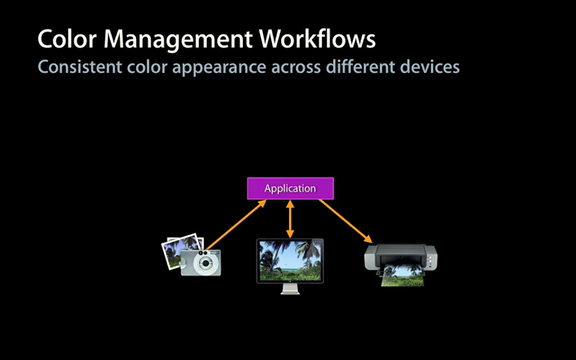 Color Management Workflows
Consistent color appearance across different devices
Application